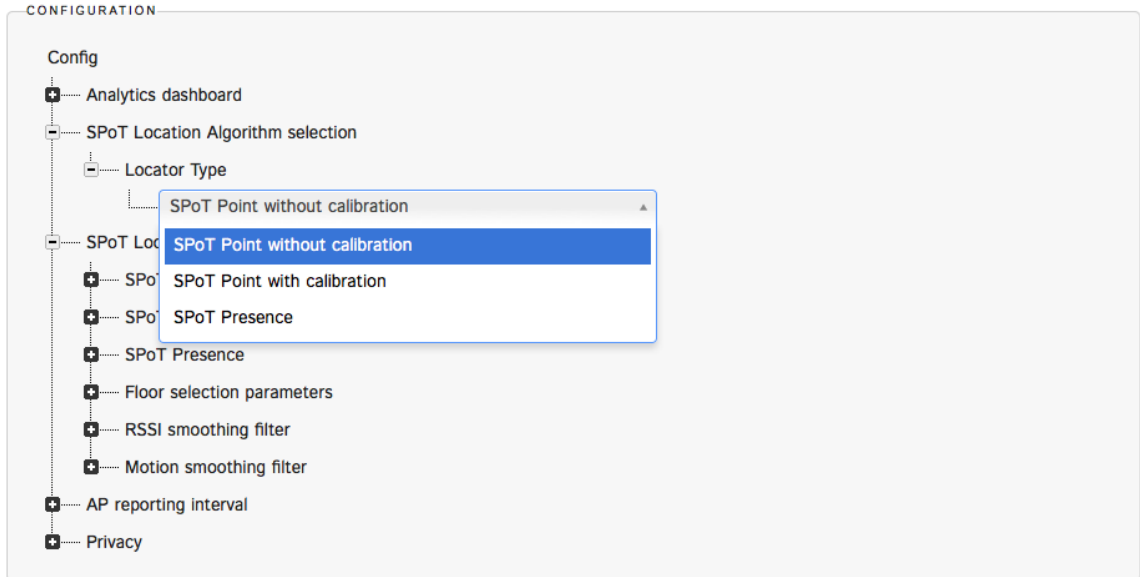 CONFIGURATION
Config
Analytics dashboard
SPoT Location Algorithm selection
Locator Type
SPoT Point without calibration
SPoT Loc
SPoT Point without calibration
SPo
SPoT Point with calibration
SPo
SPoT Presence
SPoT Presence
Floor selection parameters
RSSI smoothing filter
Motion smoothing filter
AP reporting interval
Privacy